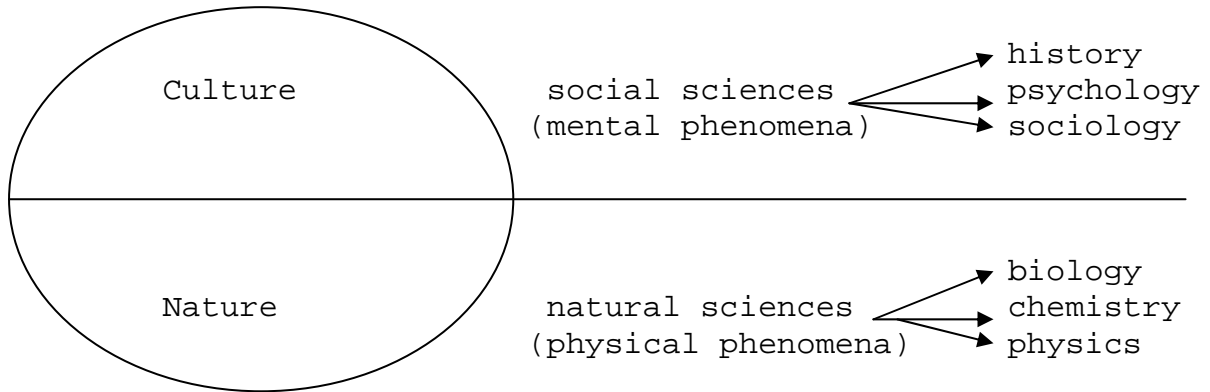 Culture
social sciences
(mental phenomena)
history
psychology
sociology
Nature
natural sciences
(physical phenomena)
biology
chemistry
physics